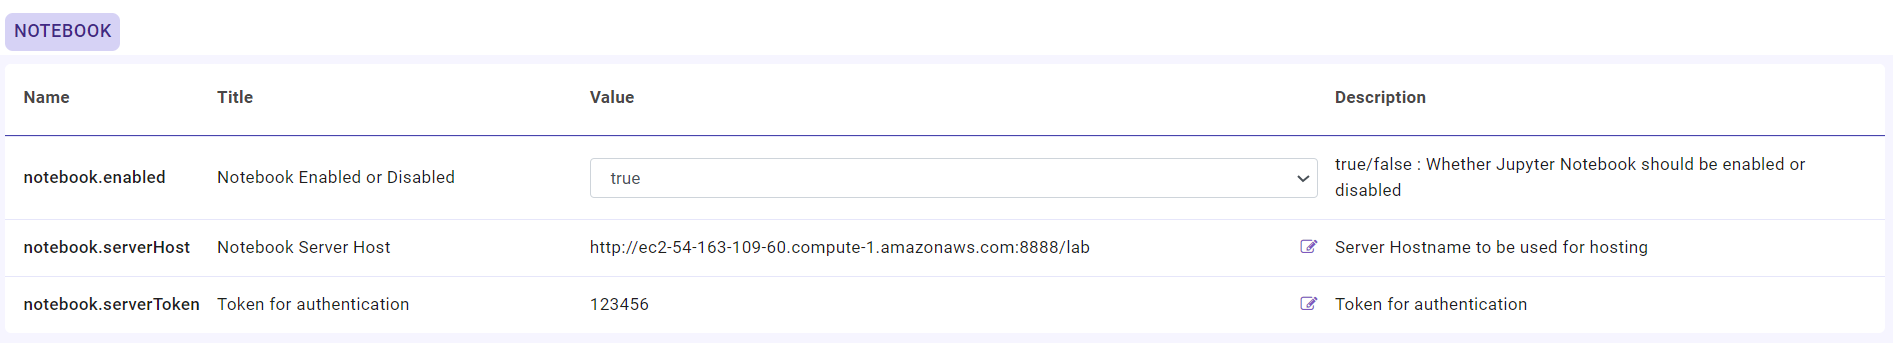 NOTEBOOK
Name Title Value Description
notebook.enabled Notebook Enabled or Disabled true true/false : Whether Jupyter Notebook should be enabled or
disabled
notebook.serverHost Notebook Server Host http://ec2-54-163-109-60.compute-1.amazonaws.com:8888/lab Server Hostname to be used for hosting
notebook.serverToken Token for authentication 123456 Token for authentication